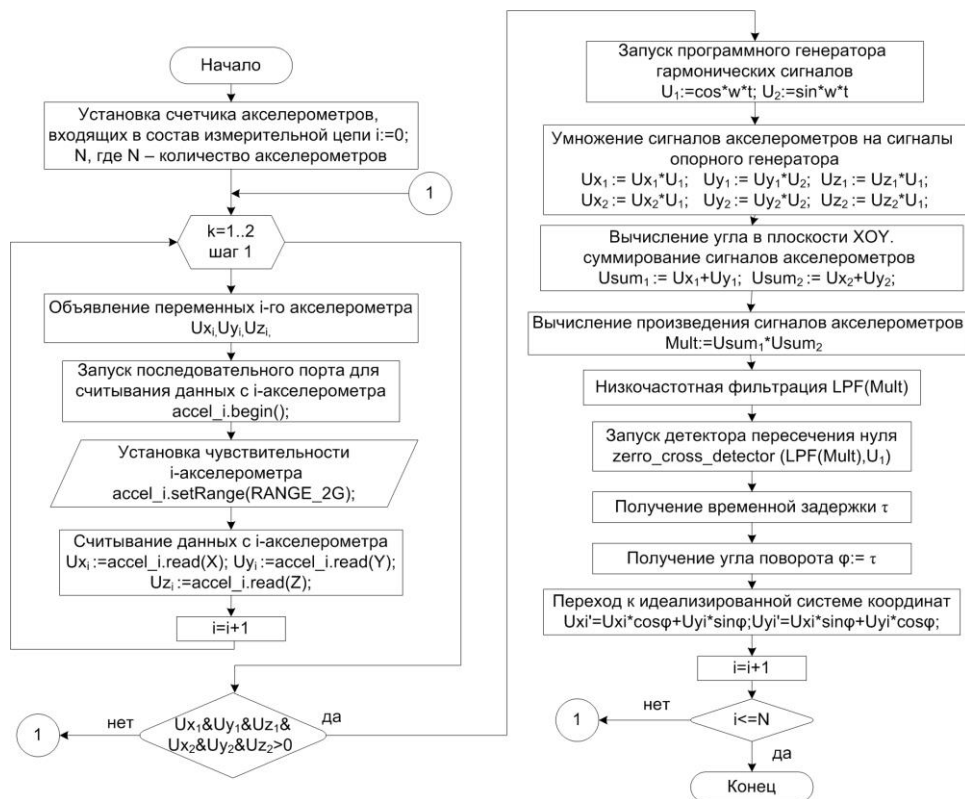 Начало
Установка счетчика акселерометров,
входящих в состав измерительной цепи i:=0;
N, где N – количество акселерометров
1
k=1..2
шаг 1
Объявление переменных i-го акселерометра
Uxᵢ,Uyᵢ,Uzᵢ,
Запуск последовательного порта для
считывания данных с i-акселерометра
accel_i.begin();
Установка чувствительности
i-акселерометра
accel_i.setRange(RANGE_2G);
Считывание данных с i-акселерометра
Uxᵢ :=accel_i.read(X); Uyᵢ :=accel_i.read(Y);
Uzᵢ :=accel_i.read(Z);
i=i+1
Ux₁&Uy₁&Uz₁&
Ux₂&Uy₂&Uz₂>0
нет
да
1
Запуск программного генератора
гармонических сигналов
U₁:=cos*w*t; U₂:=sin*w*t
Умножение сигналов акселерометров на сигналы
опорного генератора
Ux₁ := Ux₁*U₁; Uy₁ := Uy₁*U₂; Uz₁ := Uz₁*U₁;
Ux₂ := Ux₂*U₁; Uy₂ := Uy₂*U₂; Uz₂ := Uz₂*U₁;
Вычисление угла в плоскости XOY.
суммирование сигналов акселерометров
Usum₁ := Ux₁+Uy₁; Usum₂ := Ux₂+Uy₂;
Вычисление произведения сигналов акселерометров
Mult:=Usum₁*Usum₂
Низкочастотная фильтрация LPF(Mult)
Запуск детектора пересечения нуля
zerro_cross_detector (LPF(Mult),U₁)
Получение временной задержки τ
Получение угла поворота φ:= τ
Переход к идеализированной системе координат
Uxi'=Uxi*cosφ+Uyi*sinφ;Uyi'=Uxi*sinφ+Uyi*cosφ;
i=i+1
i<=N
нет
1
да
Конец